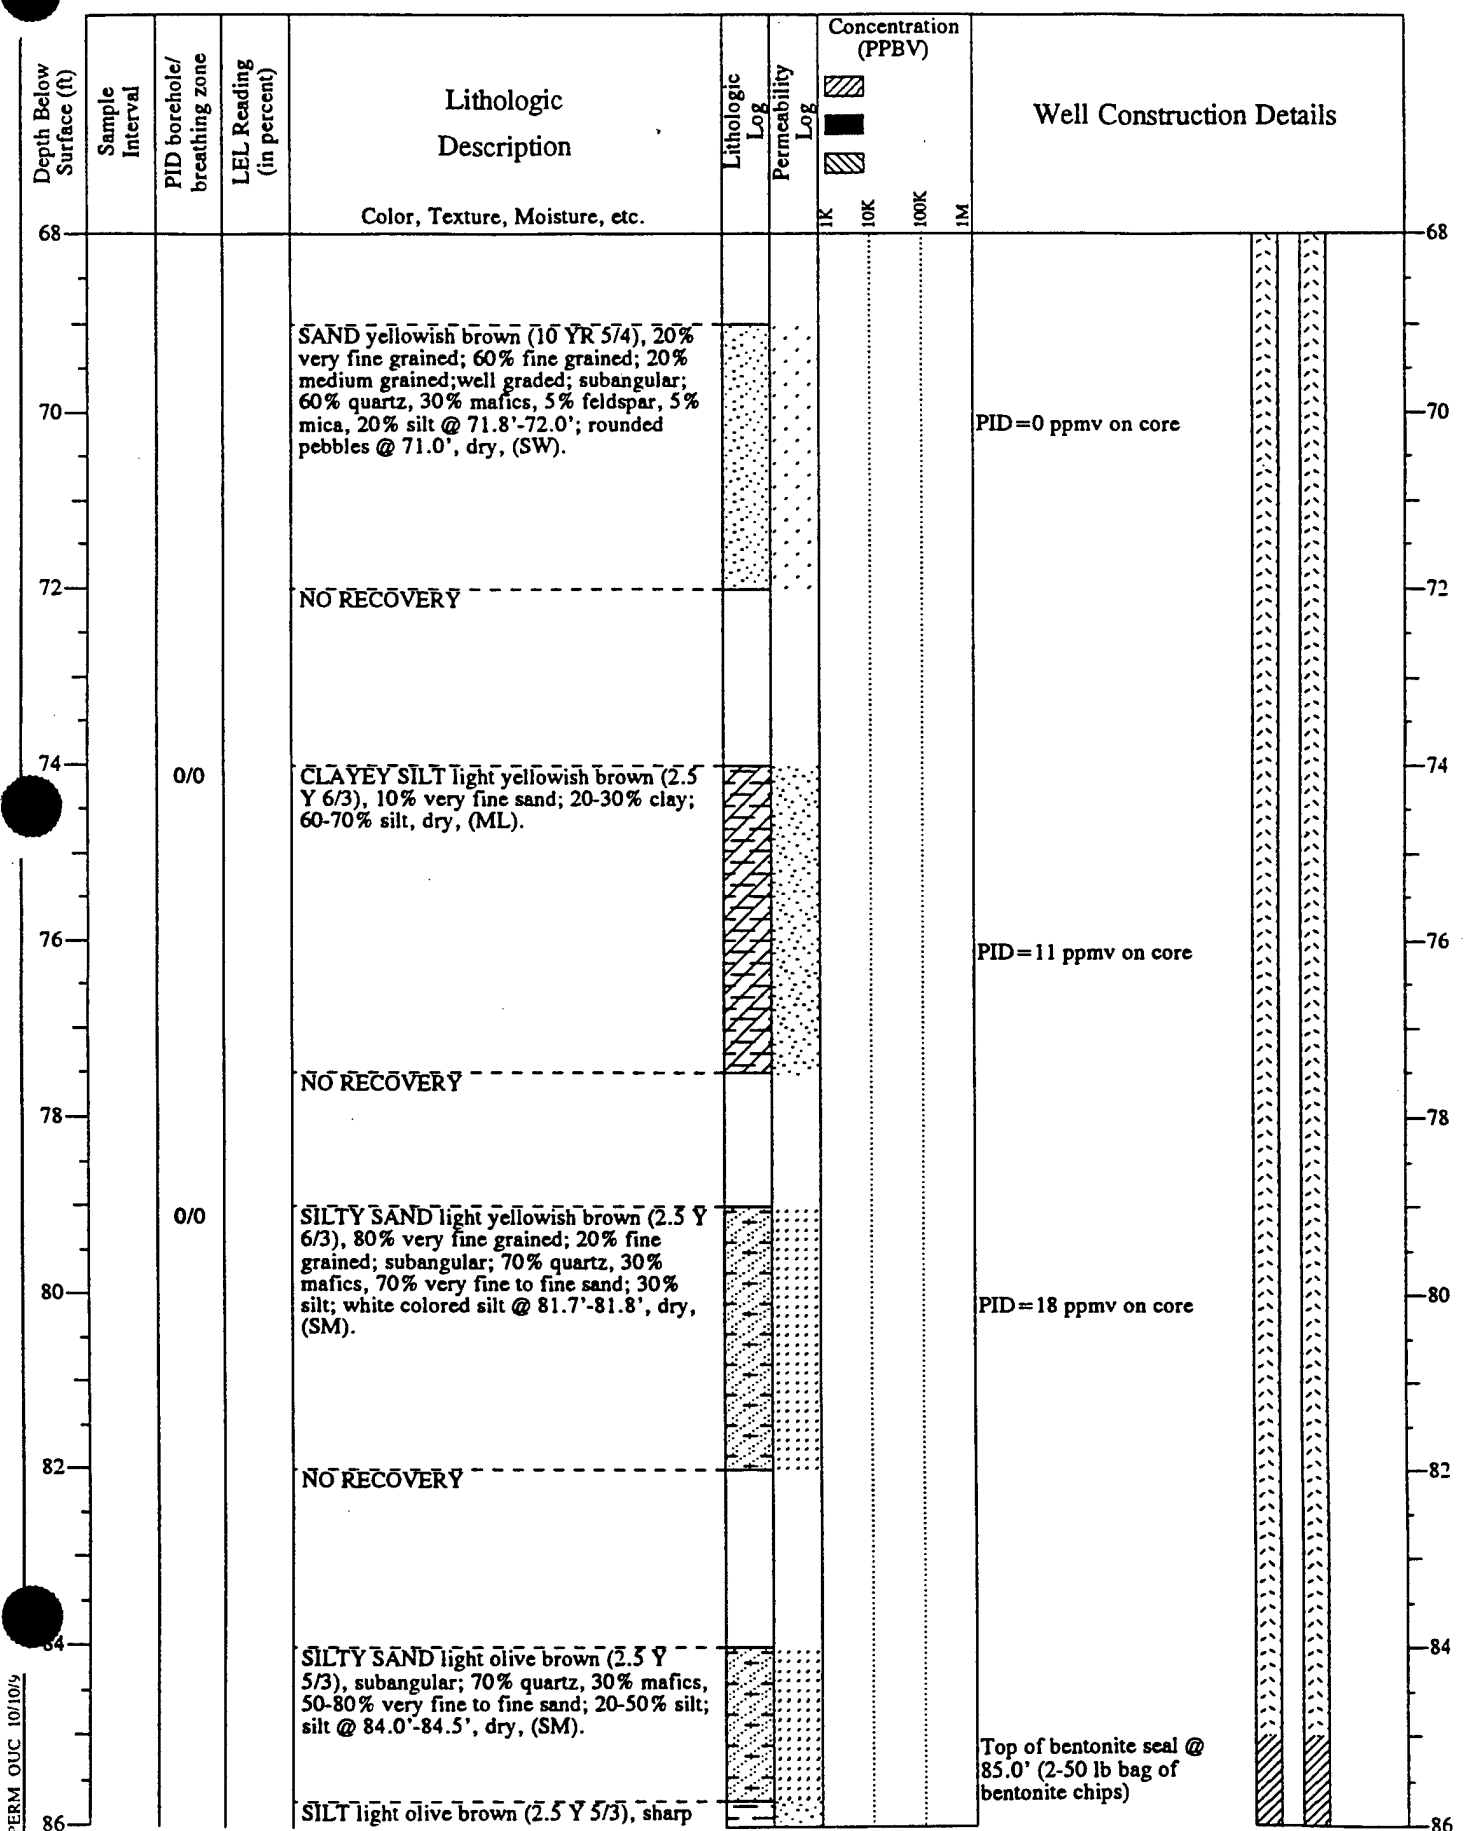 Depth Below
Surface (ft)
Sample
Interval
PID borehole/
breathing zone
LEL Reading
(in percent)
Lithologic
Description
Color, Texture, Moisture, etc.
Lithologic
Log
Permeability
Log
Concentration
(PPBV)
1K
10K
100K
1M
Well Construction Details
68
68
SAND yellowish brown (10 YR 5/4), 20%
very fine grained; 60% fine grained; 20%
medium grained;well graded; subangular;
60% quartz, 30% mafics, 5% feldspar, 5%
mica, 20% silt @ 71.8'-72.0'; rounded
pebbles @ 71.0', dry, (SW).
70
PID=0 ppmv on core
70
72
NO RECOVERY
72
74
0/0
CLAYEY SILT light yellowish brown (2.5
Y 6/3), 10% very fine sand; 20-30% clay;
60-70% silt, dry, (ML).
74
76
PID=11 ppmv on core
76
NO RECOVERY
78
78
0/0
SILTY SAND light yellowish brown (2.5 Y
6/3), 80% very fine grained; 20% fine
grained; subangular; 70% quartz, 30%
mafics, 70% very fine to fine sand; 30%
silt; white colored silt @ 81.7'-81.8', dry,
(SM).
80
PID=18 ppmv on core
80
82
NO RECOVERY
82
84
SILTY SAND light olive brown (2.5 Y
5/3), subangular; 70% quartz, 30% mafics,
50-80% very fine to fine sand; 20-50% silt;
silt @ 84.0'-84.5', dry, (SM).
84
Top of bentonite seal @
85.0' (2-50 lb bag of
bentonite chips)
SILT light olive brown (2.5 Y 5/3), sharp
86
86
PERM OUC 10/10/9